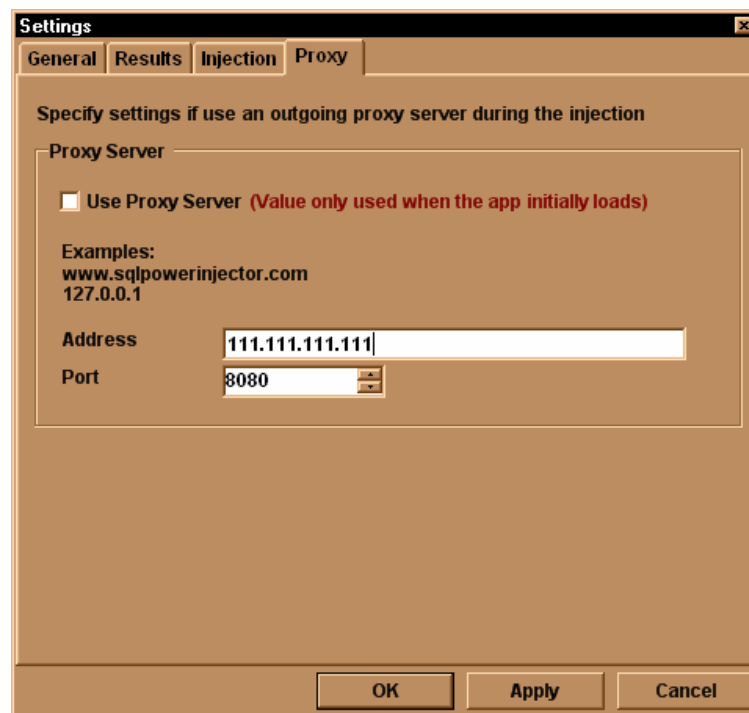 Settings
General Results Injection Proxy
Specify settings if use an outgoing proxy server during the injection
Proxy Server
Use Proxy Server (Value only used when the app initially loads)
Examples:
www.sqlpowerinjector.com
127.0.0.1
Address 111.111.111.111
Port 8080
OK Apply Cancel